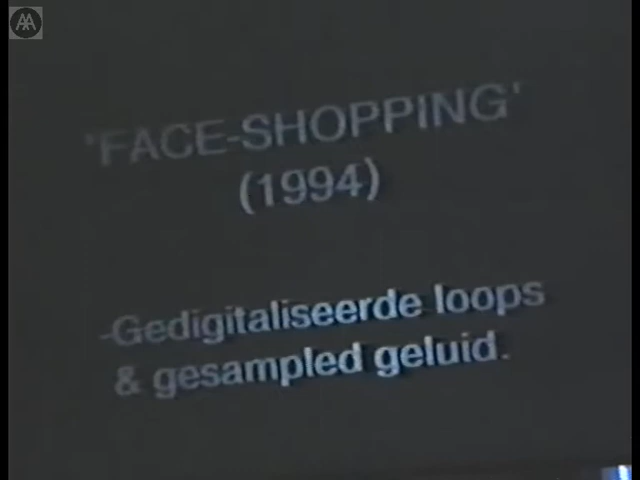 'FACE-SHOPPING'
(1994)
-Gedigitaliseerde loops
& gesampled geluid.